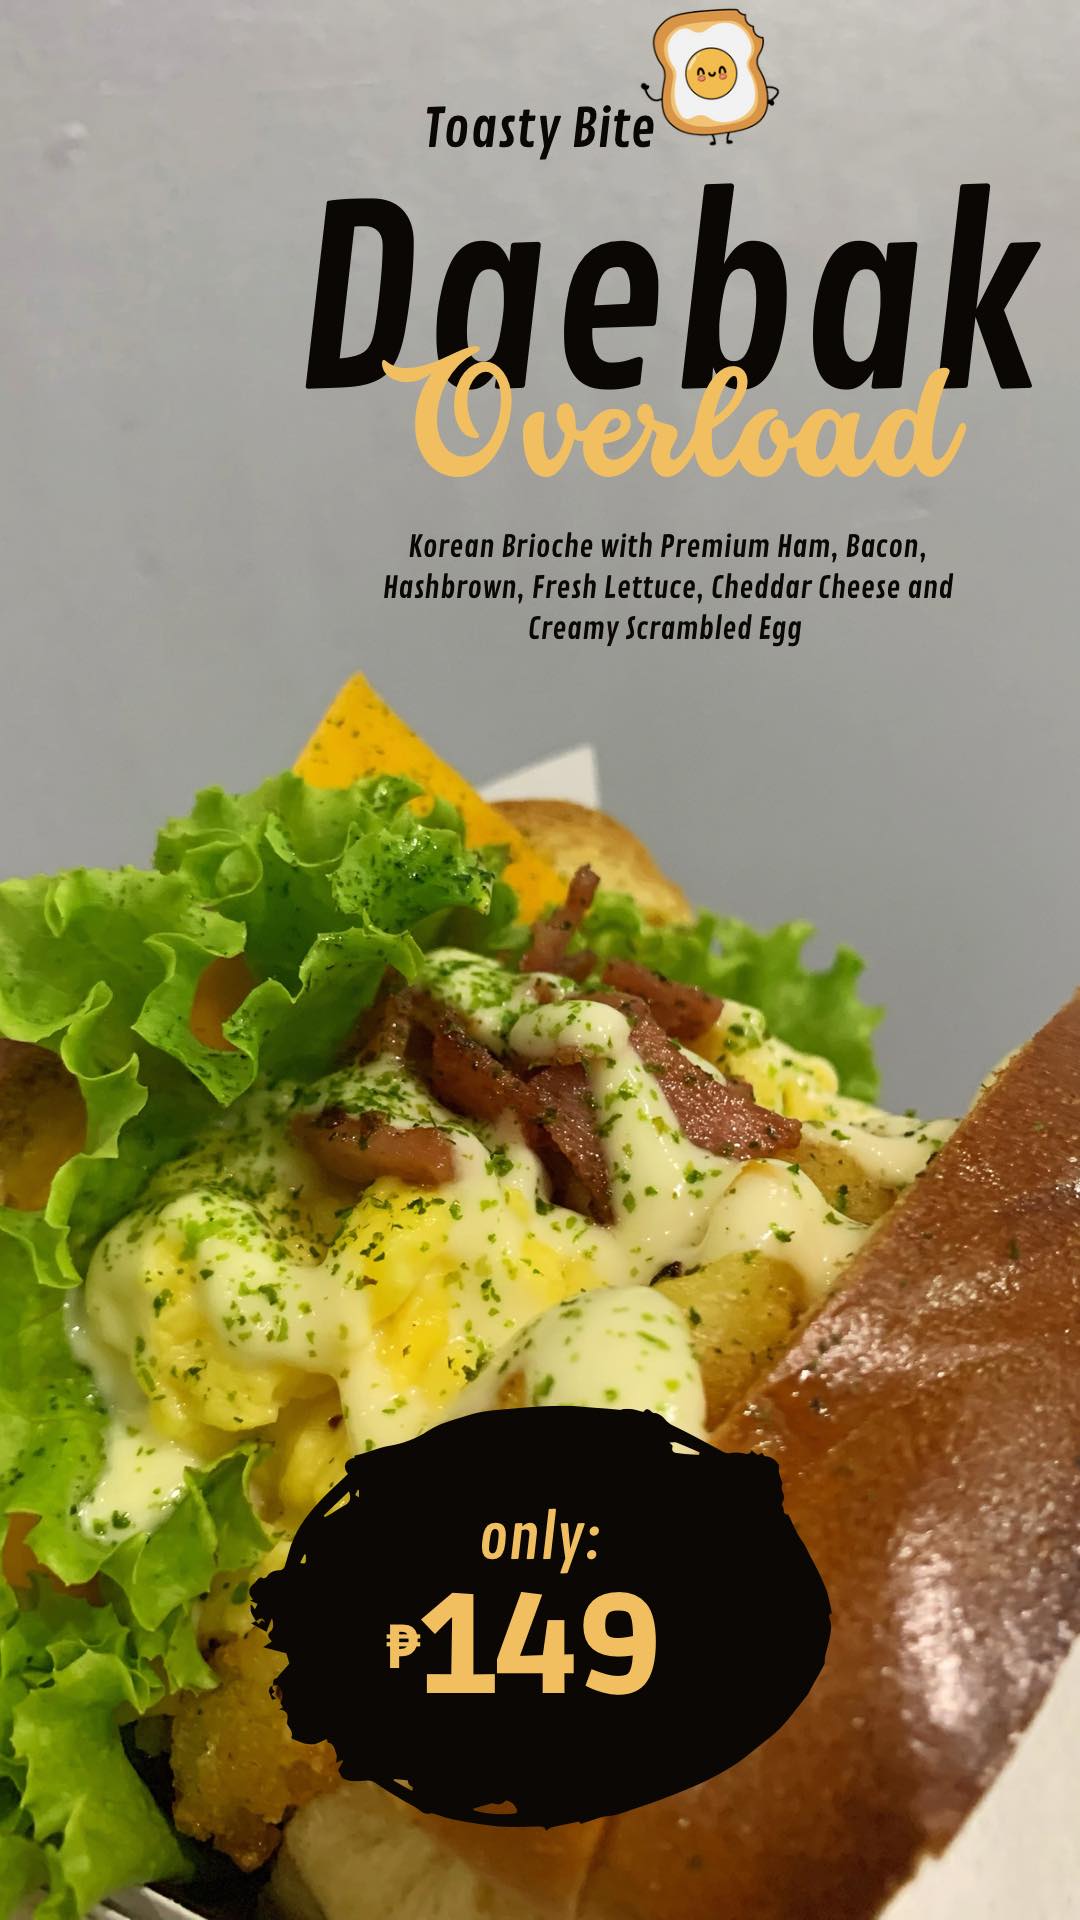 Toasty Bite
Daebak
Overload
Korean Brioche with Premium Ham, Bacon,
Hashbrown, Fresh Lettuce, Cheddar Cheese and
Creamy Scrambled Egg
only:
₱149